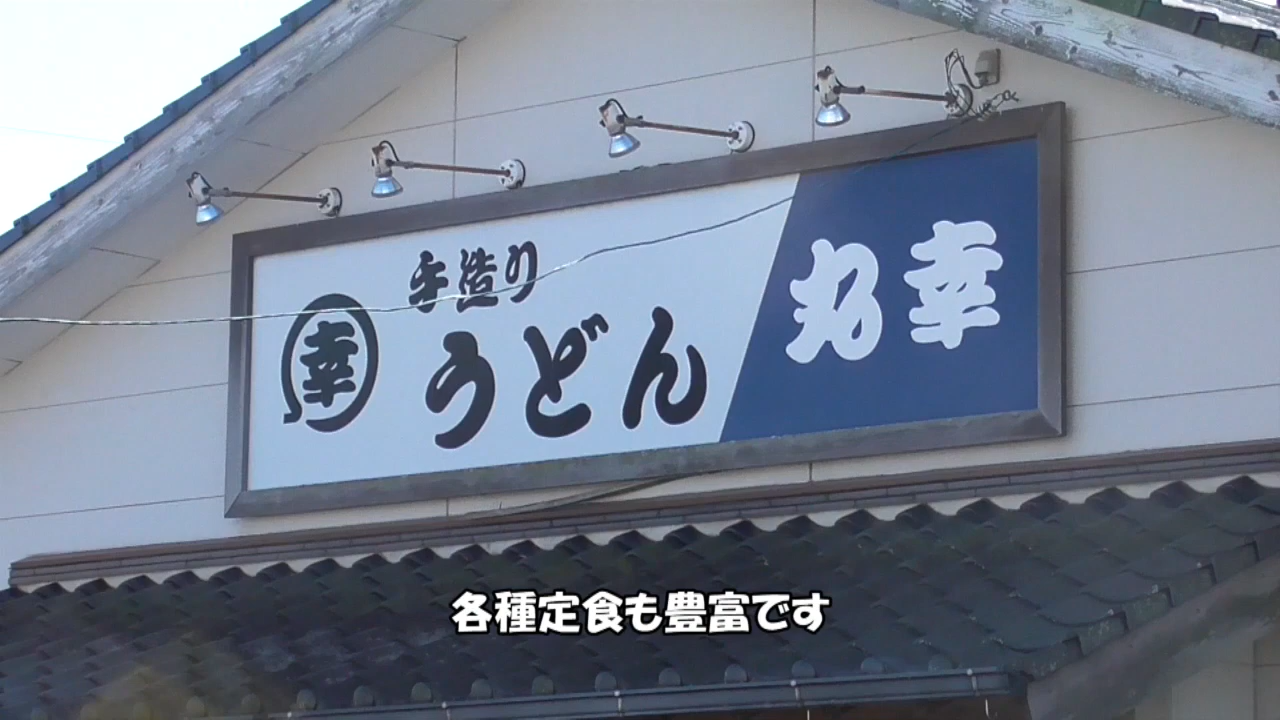 幸
手造り
うどん
丸幸
各種定食も豊富です